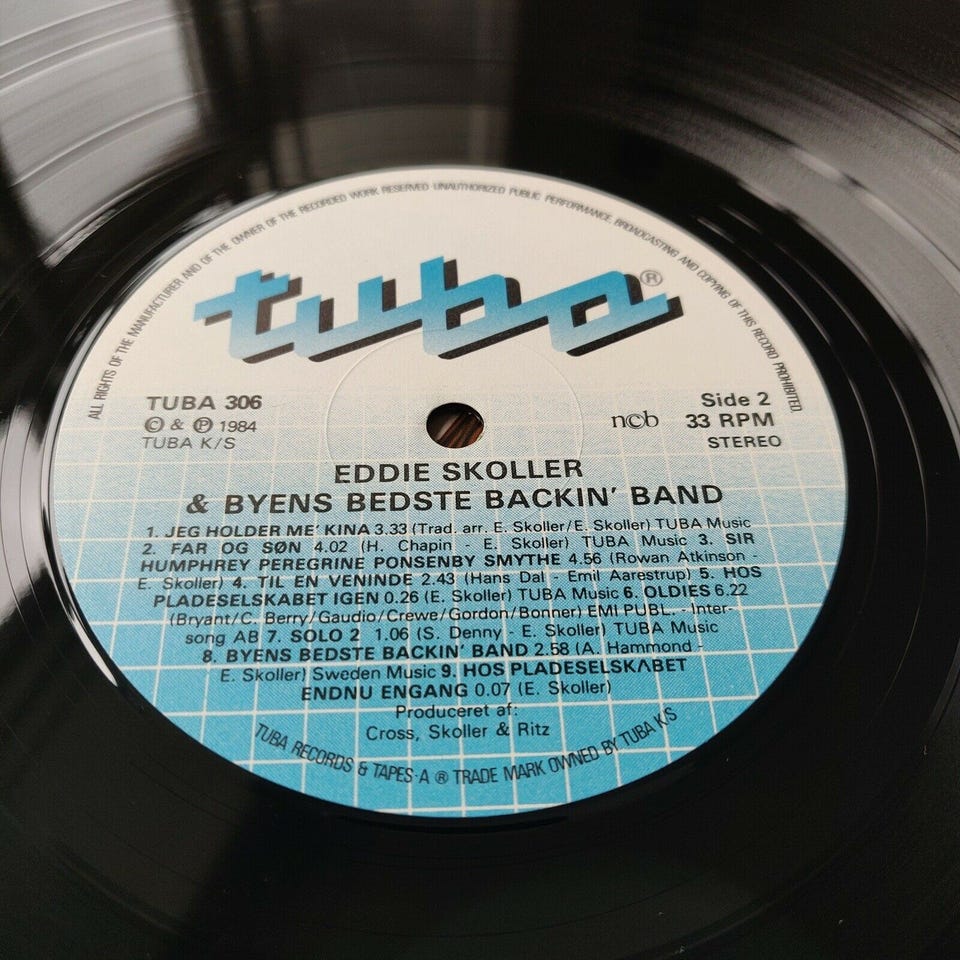 ALL RIGHTS OF THE MANUFACTURER AND OF THE OWNER OF THE RECORDED WORK RESERVED UNAUTHORIZED PUBLIC PERFORMANCE BROADCASTING AND COPYING OF THIS RECORD PROHIBITED.
tuba®
TUBA 306
© & ℗ 1984
TUBA K/S
ncb
Side 2
33 RPM
STEREO
EDDIE SKOLLER
& BYENS BEDSTE BACKIN' BAND
1. JEG HOLDER ME' KINA 3.33 (Trad. arr. E. Skoller/E. Skoller) TUBA Music
2. FAR OG SØN 4.02 (H. Chapin - E. Skoller) TUBA Music 3. SIR
HUMPHREY PEREGRINE PONSENBY SMYTHE 4.56 (Rowan Atkinson -
E. Skoller) 4. TIL EN VENINDE 2.43 (Hans Dal - Emil Aarestrup) 5. HOS
PLADESELSKABET IGEN 0.26 (E. Skoller) TUBA Music 6. OLDIES 6.22
(Bryant/C. Berry/Gaudio/Crewe/Gordon/Bonner) EMI PUBL. - Inter-
song AB 7. SOLO 2 1.06 (S. Denny - E. Skoller) TUBA Music
8. BYENS BEDSTE BACKIN' BAND 2.58 (A. Hammond -
E. Skoller) Sweden Music 9. HOS PLADESELSKABET
ENDNU ENGANG 0.07 (E. Skoller)
Produceret af:
Cross, Skoller & Ritz
TUBA RECORDS & TAPES·A ® TRADE MARK OWNED BY TUBA K/S